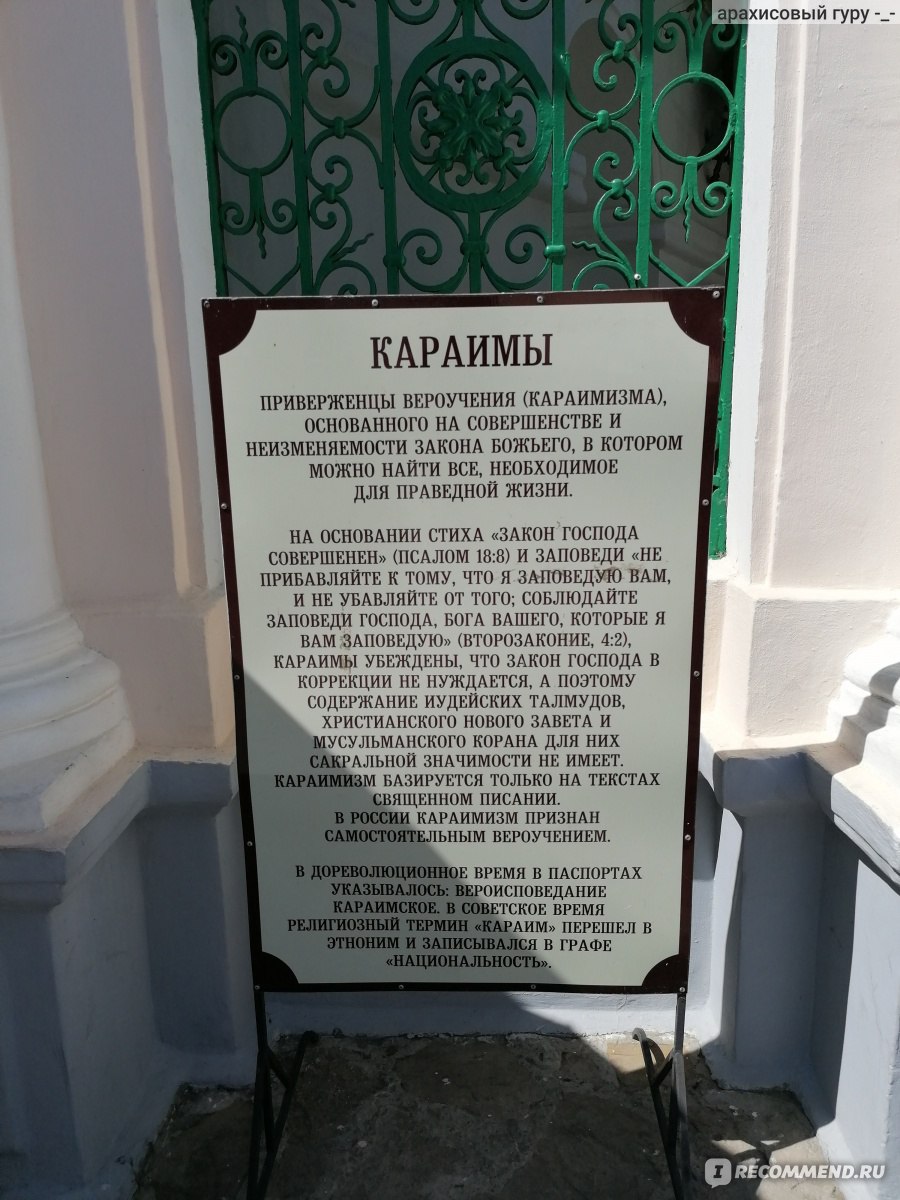 арахисовый гуру -_-
КАРАИМЫ
ПРИВЕРЖЕНЦЫ ВЕРОУЧЕНИЯ (КАРАИМИЗМА),
ОСНОВАННОГО НА СОВЕРШЕНСТВЕ И
НЕИЗМЕНЯЕМОСТИ ЗАКОНА БОЖЬЕГО, В КОТОРОМ
МОЖНО НАЙТИ ВСЕ, НЕОБХОДИМОЕ
ДЛЯ ПРАВЕДНОЙ ЖИЗНИ.
НА ОСНОВАНИИ СТИХА «ЗАКОН ГОСПОДА
СОВЕРШЕНЕН» (ПСАЛОМ 18:8) И ЗАПОВЕДИ «НЕ
ПРИБАВЛЯЙТЕ К ТОМУ, ЧТО Я ЗАПОВЕДУЮ ВАМ,
И НЕ УБАВЛЯЙТЕ ОТ ТОГО; СОБЛЮДАЙТЕ
ЗАПОВЕДИ ГОСПОДА, БОГА ВАШЕГО, КОТОРЫЕ Я
ВАМ ЗАПОВЕДУЮ» (ВТОРОЗАКОНИЕ, 4:2),
КАРАИМЫ УБЕЖДЕНЫ, ЧТО ЗАКОН ГОСПОДА В
КОРРЕКЦИИ НЕ НУЖДАЕТСЯ, А ПОЭТОМУ
СОДЕРЖАНИЕ ИУДЕЙСКИХ ТАЛМУДОВ,
ХРИСТИАНСКОГО НОВОГО ЗАВЕТА И
МУСУЛЬМАНСКОГО КОРАНА ДЛЯ НИХ
САКРАЛЬНОЙ ЗНАЧИМОСТИ НЕ ИМЕЕТ.
КАРАИМИЗМ БАЗИРУЕТСЯ ТОЛЬКО НА ТЕКСТАХ
СВЯЩЕННОМ ПИСАНИИ.
В РОССИИ КАРАИМИЗМ ПРИЗНАН
САМОСТОЯТЕЛЬНЫМ ВЕРОУЧЕНИЕМ.
В ДОРЕВОЛЮЦИОННОЕ ВРЕМЯ В ПАСПОРТАХ
УКАЗЫВАЛОСЬ: ВЕРОИСПОВЕДАНИЕ
КАРАИМСКОЕ. В СОВЕТСКОЕ ВРЕМЯ
РЕЛИГИОЗНЫЙ ТЕРМИН «КАРАИМ» ПЕРЕШЕЛ В
ЭТНОНИМ И ЗАПИСЫВАЛСЯ В ГРАФЕ
«НАЦИОНАЛЬНОСТЬ».
IRECOMMEND.RU